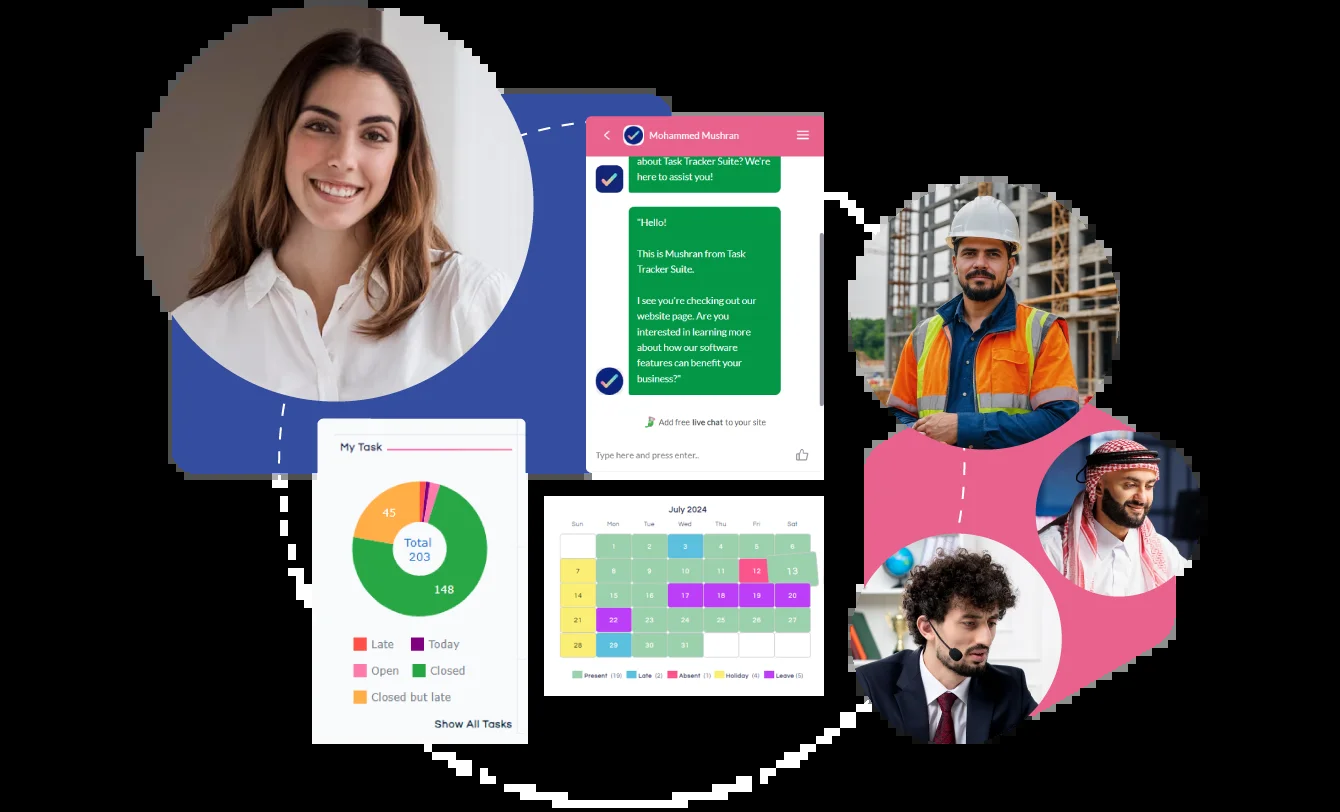 Mohammed Mushran
about Task Tracker Suite? We're
here to assist you!
"Hello!
This is Mushran from Task
Tracker Suite.
I see you're checking out our
website page. Are you
interested in learning more
about how our software
features can benefit your
business?"
Add free live chat to your site
Type here and press enter..
My Task
45
Total
203
148
Late Today
Open Closed
Closed but late
Show All Tasks
July 2024
Sun Mon Tue Wed Thu Fri Sat
1 2 3 4 5 6
7 8 9 10 11 12 13
14 15 16 17 18 19 20
21 22 23 24 25 26 27
28 29 30 31
Present (19) Late (2) Absent (1) Holiday (4) Leave (5)